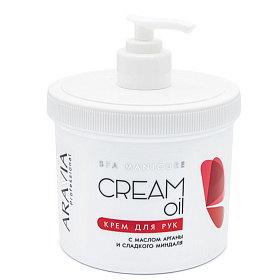 ARAVIA
professional
SPA MANICURE
CREAM
oil
КРЕМ ДЛЯ РУК
С МАСЛОМ АРГАНЫ
И СЛАДКОГО МИНДАЛЯ